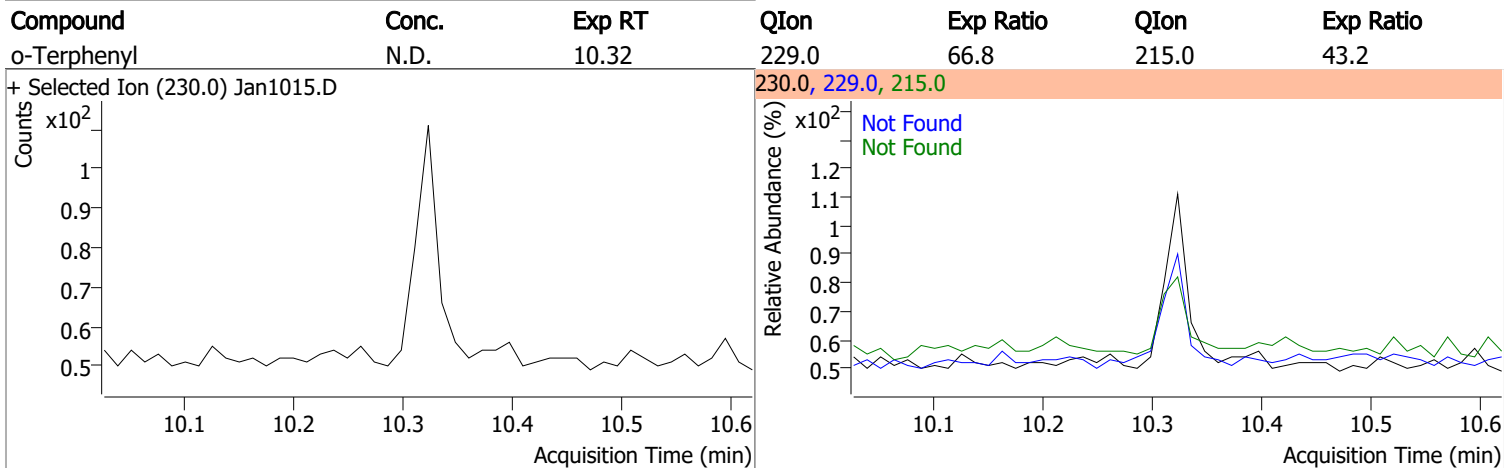 Compound Conc. Exp RT QIon Exp Ratio QIon Exp Ratio
o-Terphenyl N.D. 10.32 229.0 66.8 215.0 43.2
+ Selected Ion (230.0) Jan1015.D
Counts
x10²
1
0.9
0.8
0.7
0.6
0.5
10.1 10.2 10.3 10.4 10.5 10.6
Acquisition Time (min)
230.0, 229.0, 215.0
Relative Abundance (%)
x10²
Not Found
Not Found
1.2
1.1
1
0.9
0.8
0.7
0.6
0.5
10.1 10.2 10.3 10.4 10.5 10.6
Acquisition Time (min)